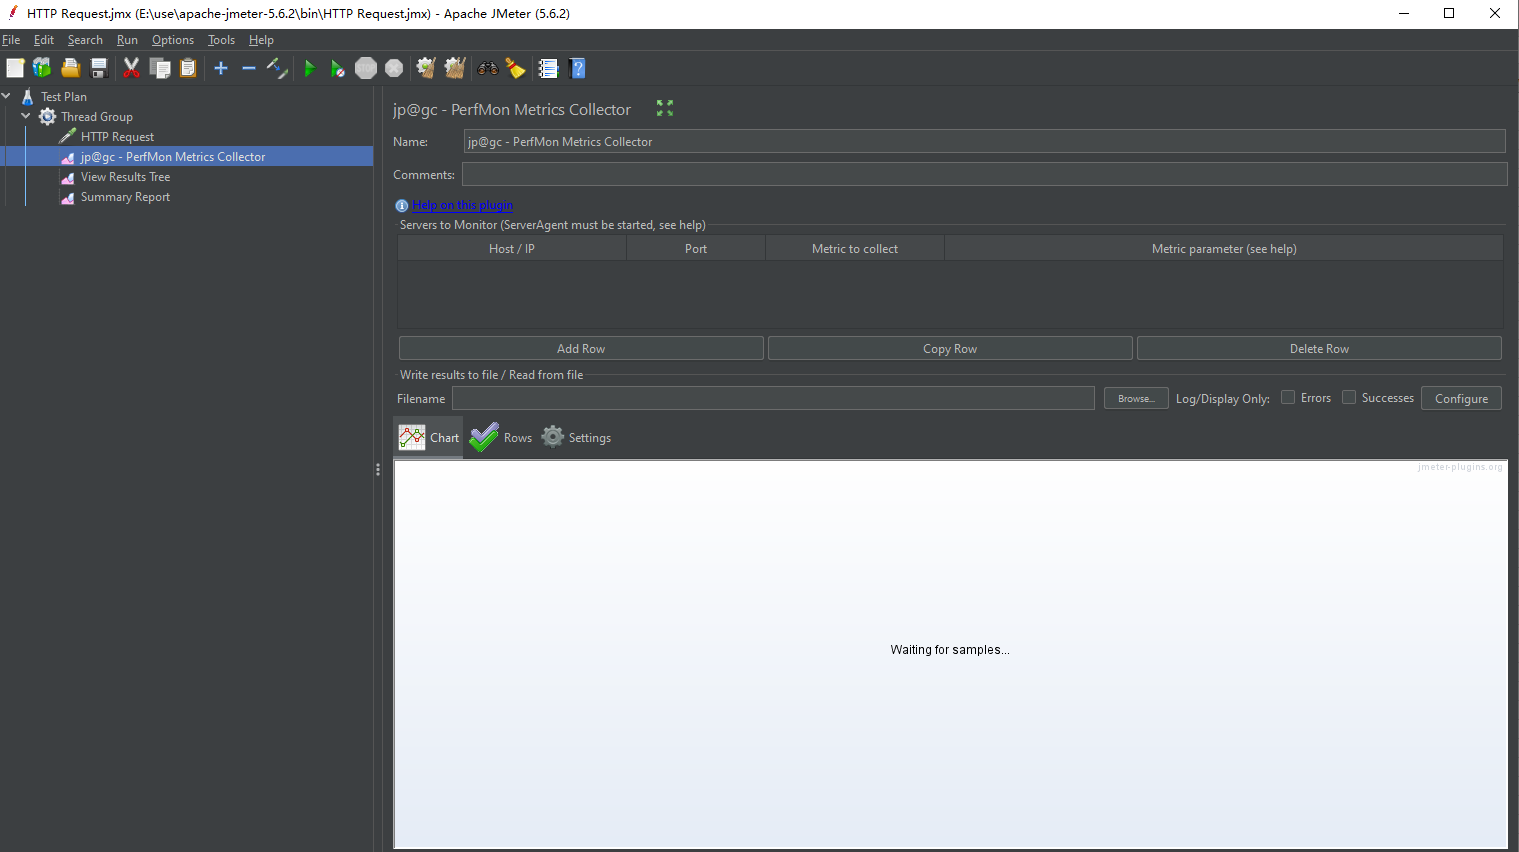 HTTP Request.jmx (E:\use\apache-jmeter-5.6.2\bin\HTTP Request.jmx) - Apache JMeter (5.6.2)
File Edit Search Run Options Tools Help
STOP
Test Plan
Thread Group
HTTP Request
jp@gc - PerfMon Metrics Collector
View Results Tree
Summary Report
jp@gc - PerfMon Metrics Collector
Name: jp@gc - PerfMon Metrics Collector
Comments:
Help on this plugin
Servers to Monitor (ServerAgent must be started, see help)
Host / IP Port Metric to collect Metric parameter (see help)
Add Row Copy Row Delete Row
Write results to file / Read from file
Filename Browse... Log/Display Only: Errors Successes Configure
Chart Rows Settings
jmeter-plugins.org
Waiting for samples...